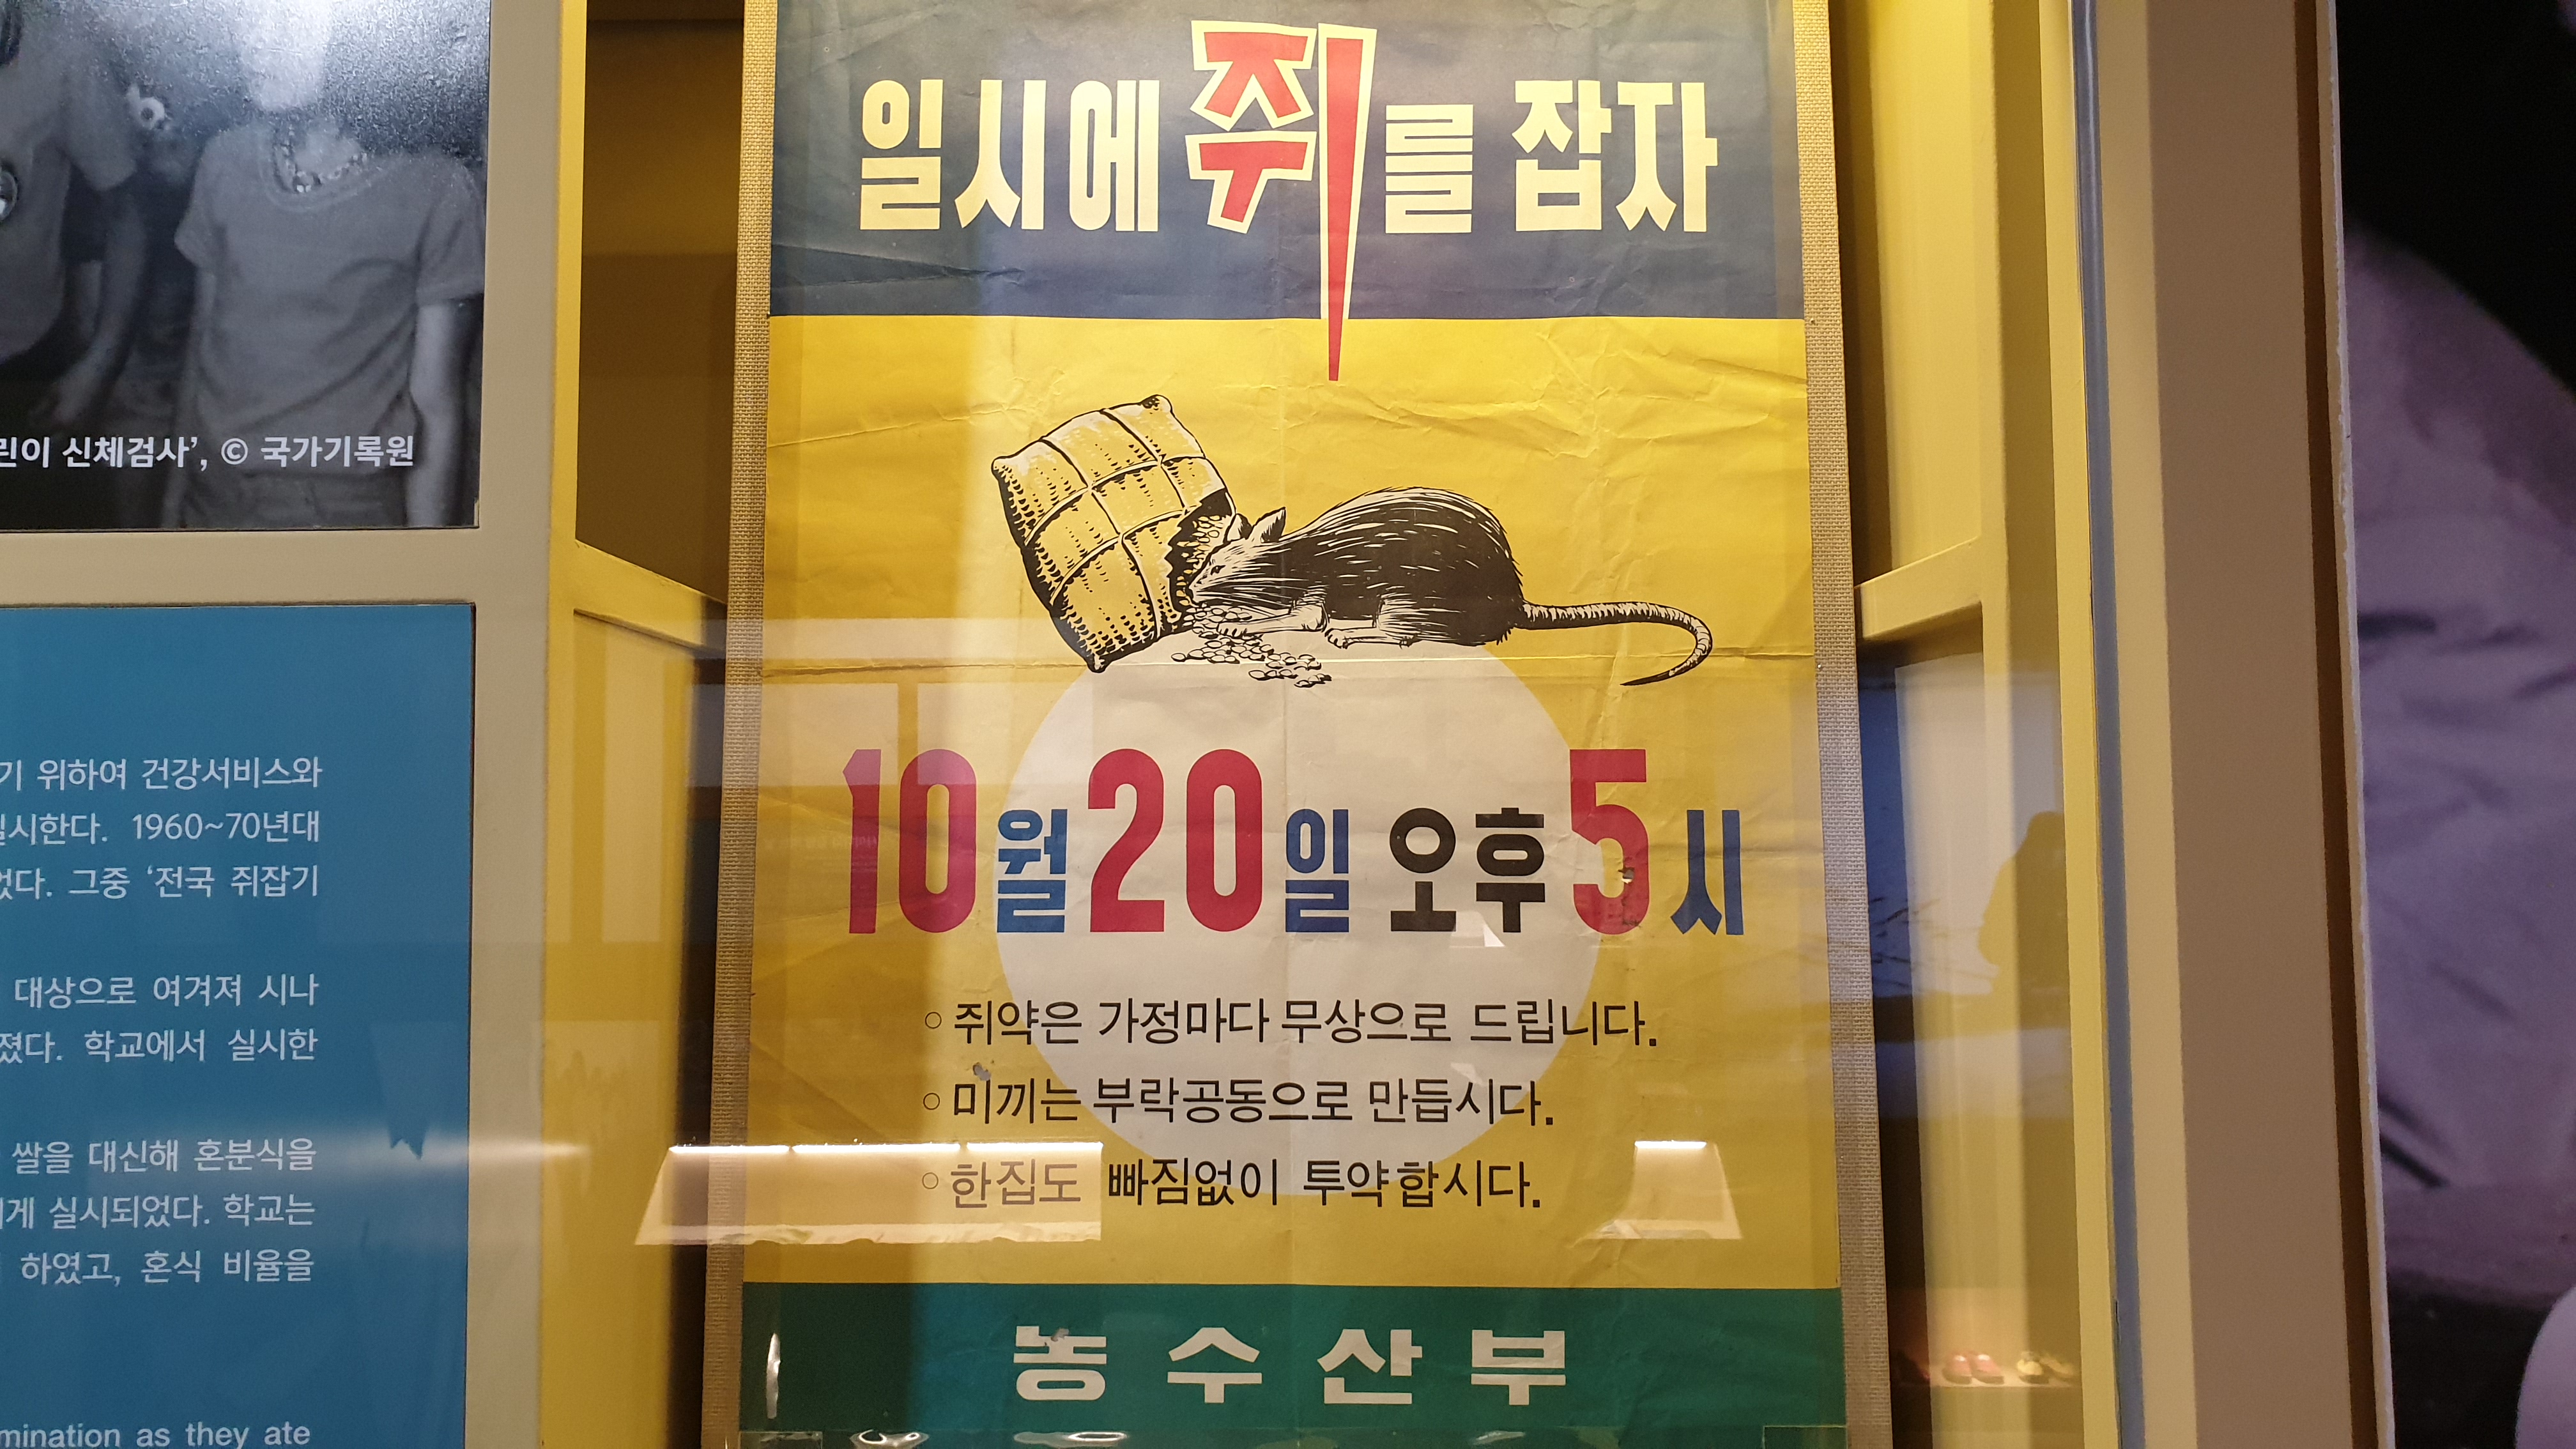 일시에 쥐를 잡자
10월 20일 오후 5시
○ 쥐약은 가정마다 무상으로 드립니다.
○ 미끼는 부락공동으로 만듭시다.
○ 한집도 빠짐없이 투약합시다.
농수산부
린이 신체검사’, © 국가기록원
기 위하여 건강서비스와
실시한다. 1960~70년대
었다. 그중 ‘전국 쥐잡기
대상으로 여겨져 시나
졌다. 학교에서 실시한
쌀을 대신해 혼분식을
게 실시되었다. 학교는
하였고, 혼식 비율을
mination as they ate